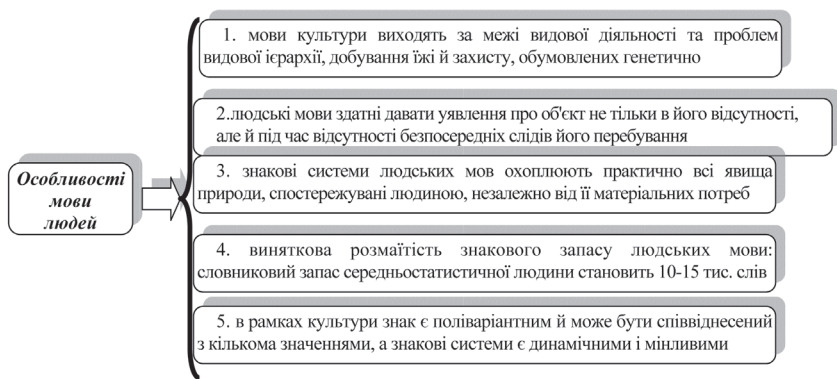 Особливості
мови
людей
1. мови культури виходять за межі видової діяльності та проблем
видової ієрархії, добування їжі й захисту, обумовлених генетично
2.людські мови здатні давати уявлення про об'єкт не тільки в його відсутності,
але й під час відсутності безпосередніх слідів його перебування
3. знакові системи людських мов охоплюють практично всі явища
природи, спостережувані людиною, незалежно від її матеріальних потреб
4. виняткова розмаїтість знакового запасу людських мови:
словниковий запас середньостатистичної людини становить 10-15 тис. слів
5. в рамках культури знак є поліваріантним й може бути співвіднесений
з кількома значеннями, а знакові системи є динамічними і мінливими